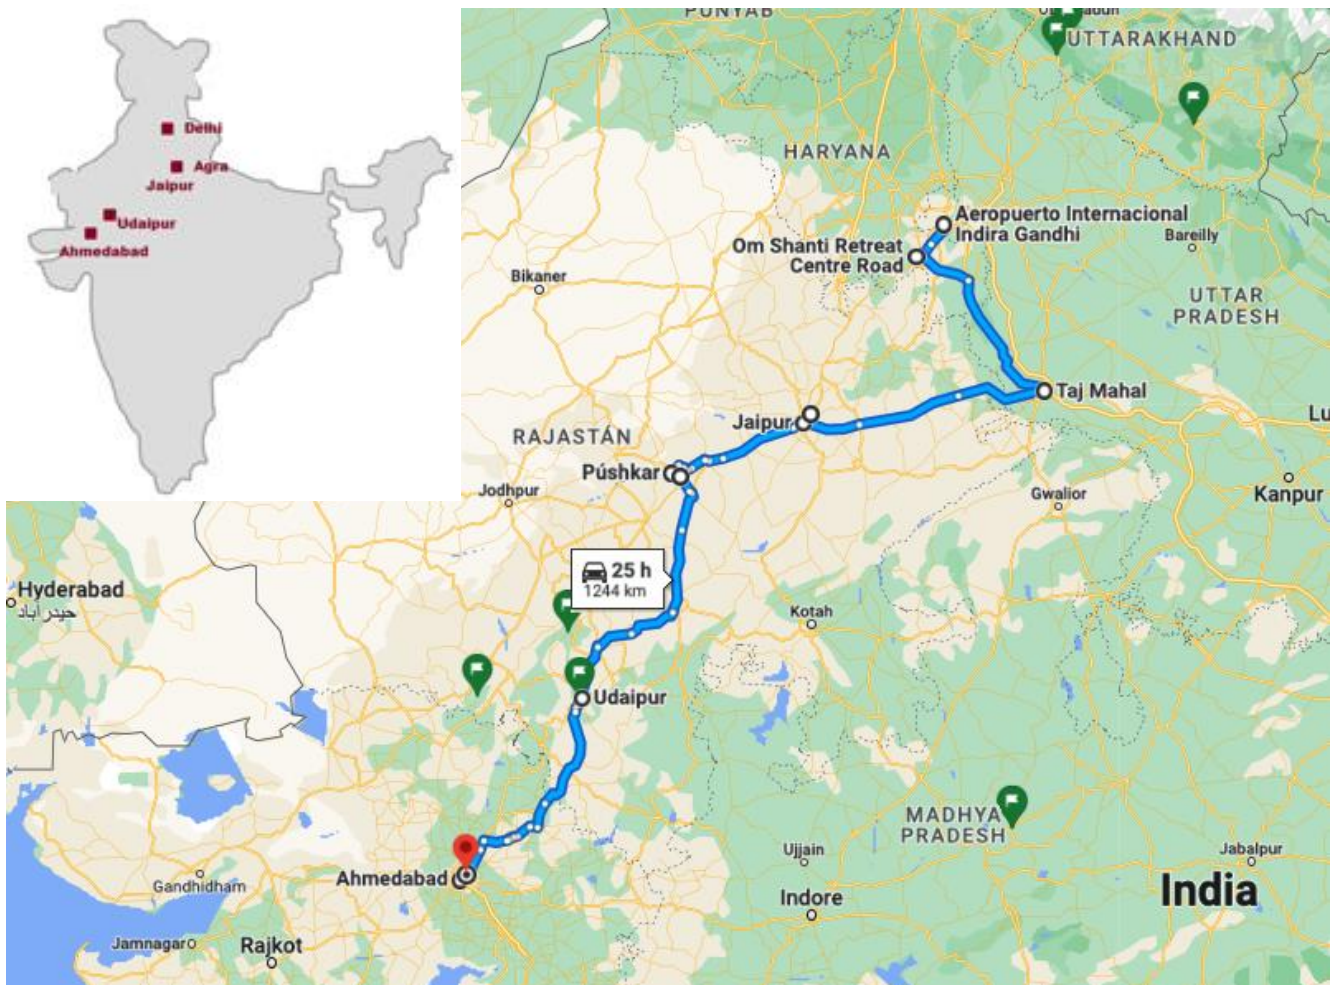 Delhi
Agra
Jaipur
Udaipur
Ahmedabad
PUNYAB
UTTARAKHAND
HARYANA
Aeropuerto Internacional
Indira Gandhi
Bareilly
Om Shanti Retreat
Centre Road
Bikaner
UTTAR
PRADESH
Taj Mahal
Jaipur
RAJASTÁN
Púshkar
Jodhpur
Gwalior
Kanpur
25 h
1244 km
Hyderabad
حیدرآباد
Kotah
Udaipur
MADHYA
PRADESH
Ujjain
Jabalpur
Ahmedabad
Gandhidham
Indore
India
Jamnagar
Rajkot